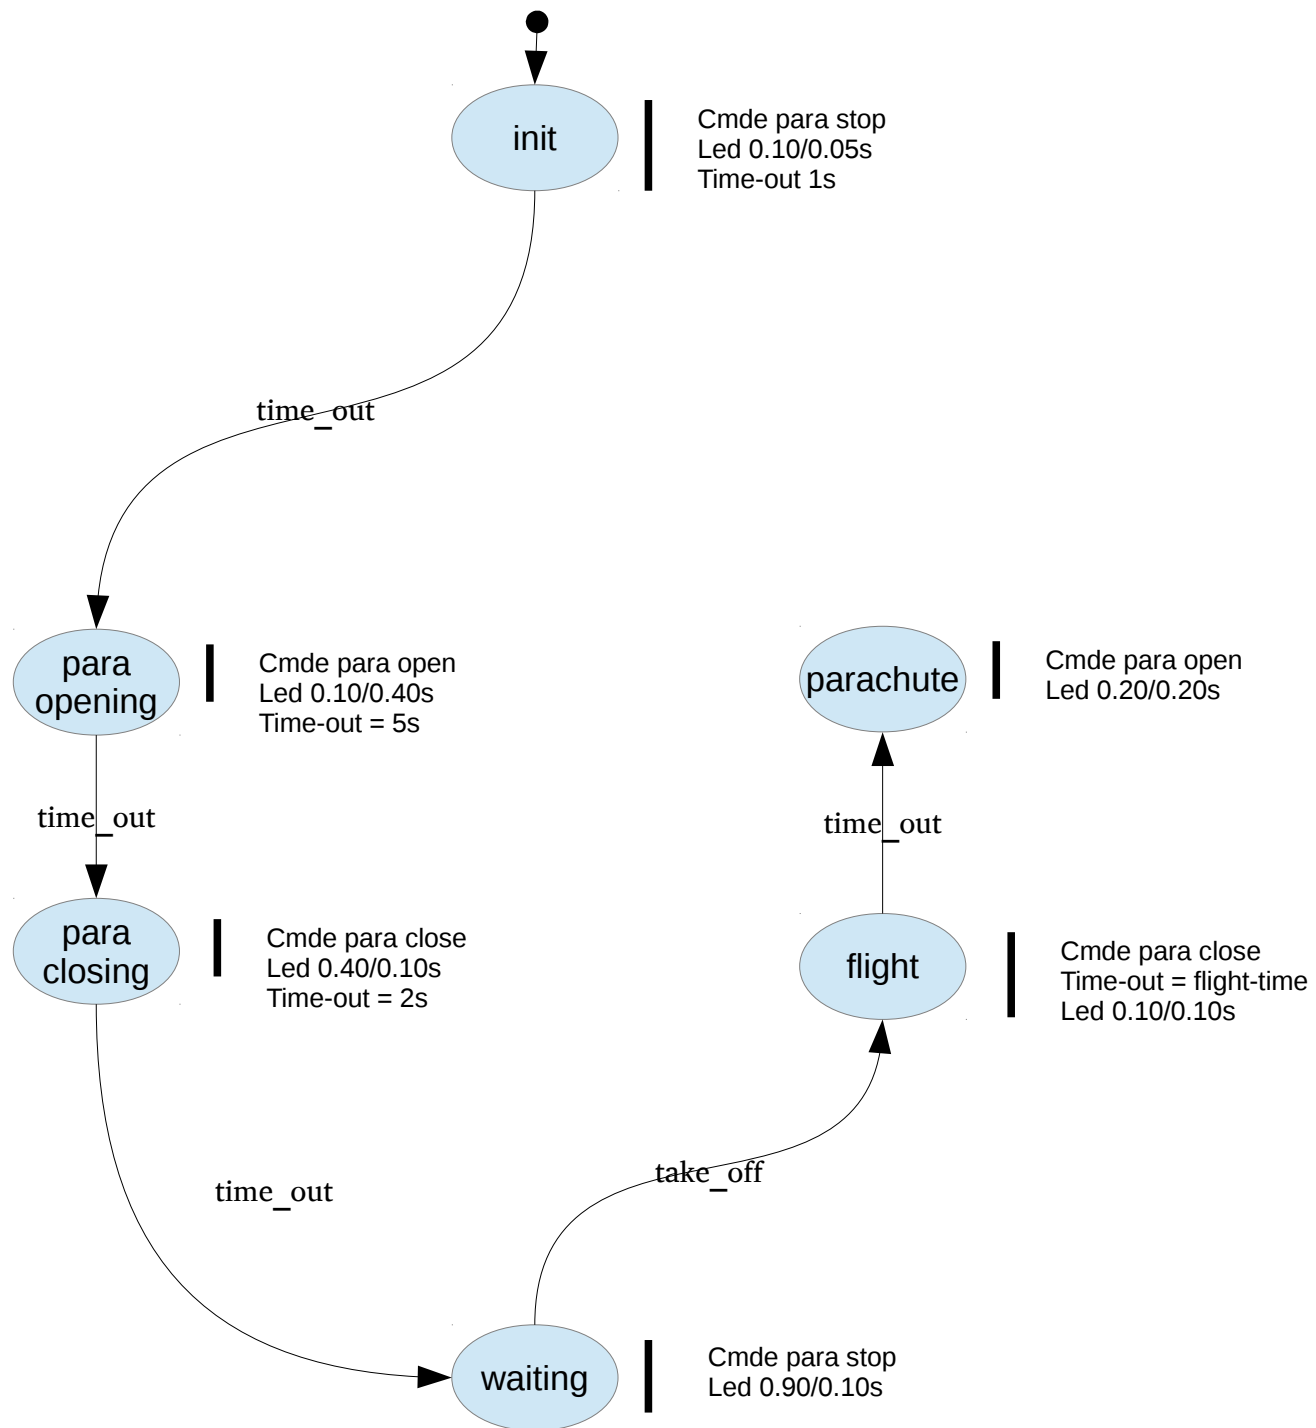 init
Cmde para stop
Led 0.10/0.05s
Time-out 1s
time_out
para
opening
Cmde para open
Led 0.10/0.40s
Time-out = 5s
time_out
para
closing
Cmde para close
Led 0.40/0.10s
Time-out = 2s
time_out
waiting
Cmde para stop
Led 0.90/0.10s
take_off
flight
Cmde para close
Time-out = flight-time
Led 0.10/0.10s
time_out
parachute
Cmde para open
Led 0.20/0.20s